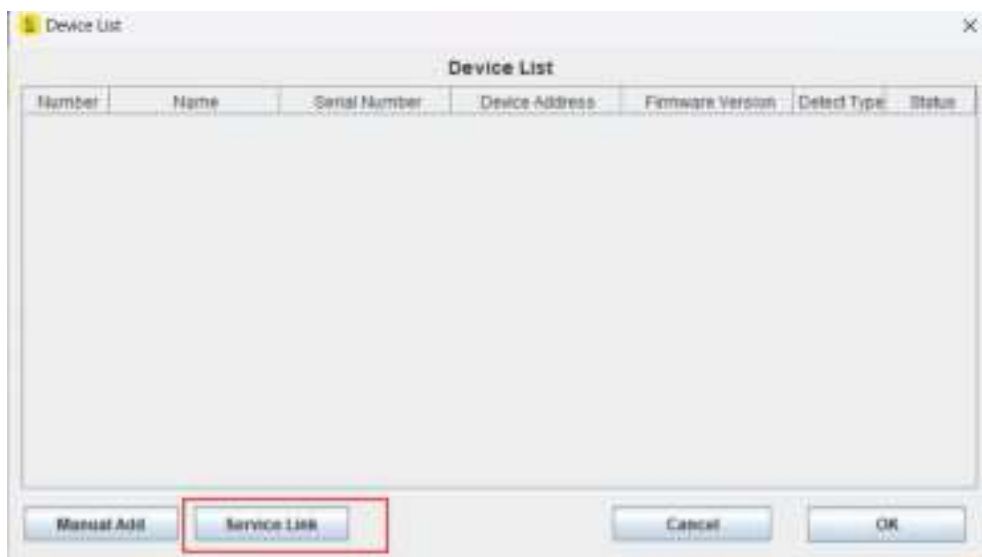 Device List
Device List
Number Name Serial Number Device Address Firmware Version Detect Type Status
Manual Add Service Link Cancel OK